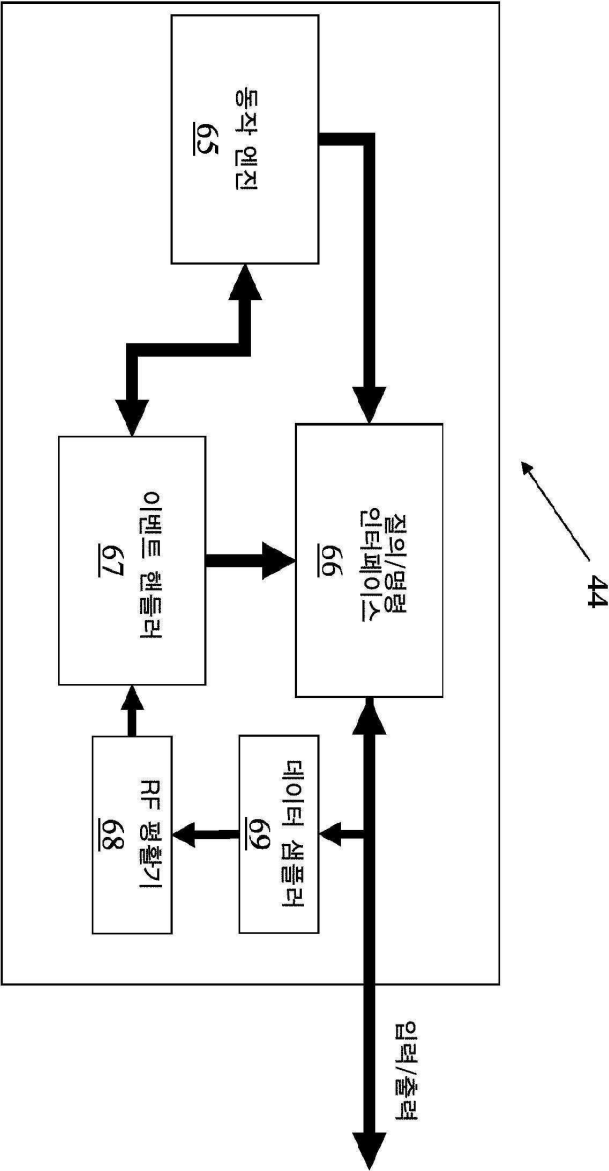 44
동작 엔진
65
질의/명령
인터페이스
66
입력/출력
이벤트 핸들러
67
데이터 샘플러
69
RF 평활기
68